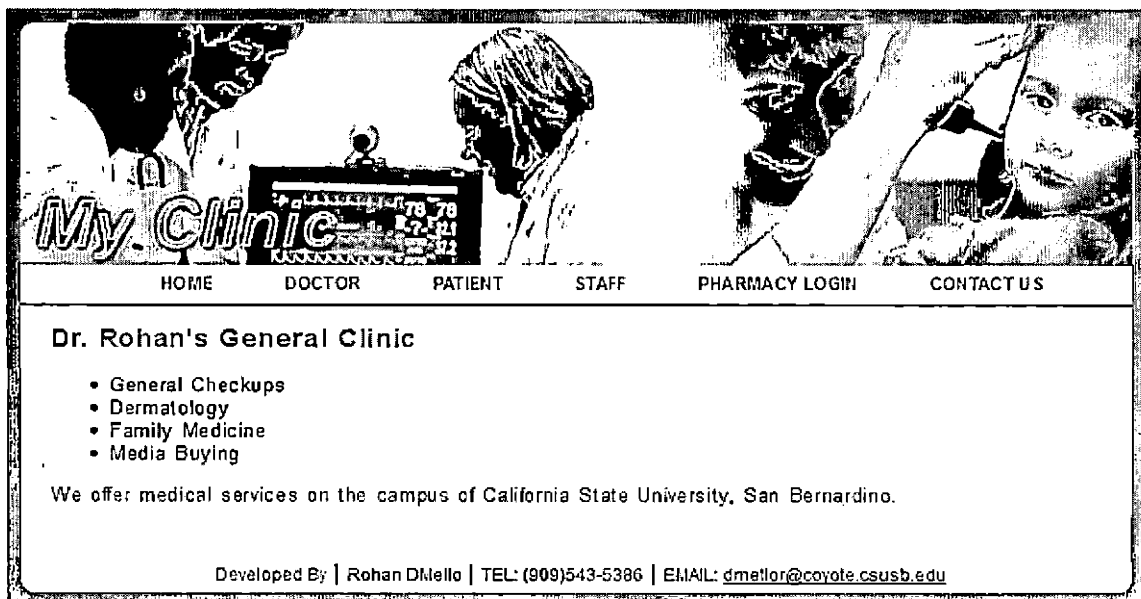 My Clinic
HOME DOCTOR PATIENT STAFF PHARMACY LOGIN CONTACT US
Dr. Rohan's General Clinic
• General Checkups
• Dermatology
• Family Medicine
• Media Buying
We offer medical services on the campus of California State University, San Bernardino.
Developed By | Rohan DMello | TEL: (909)543-5386 | EMAIL: dmellor@coyote.csusb.edu